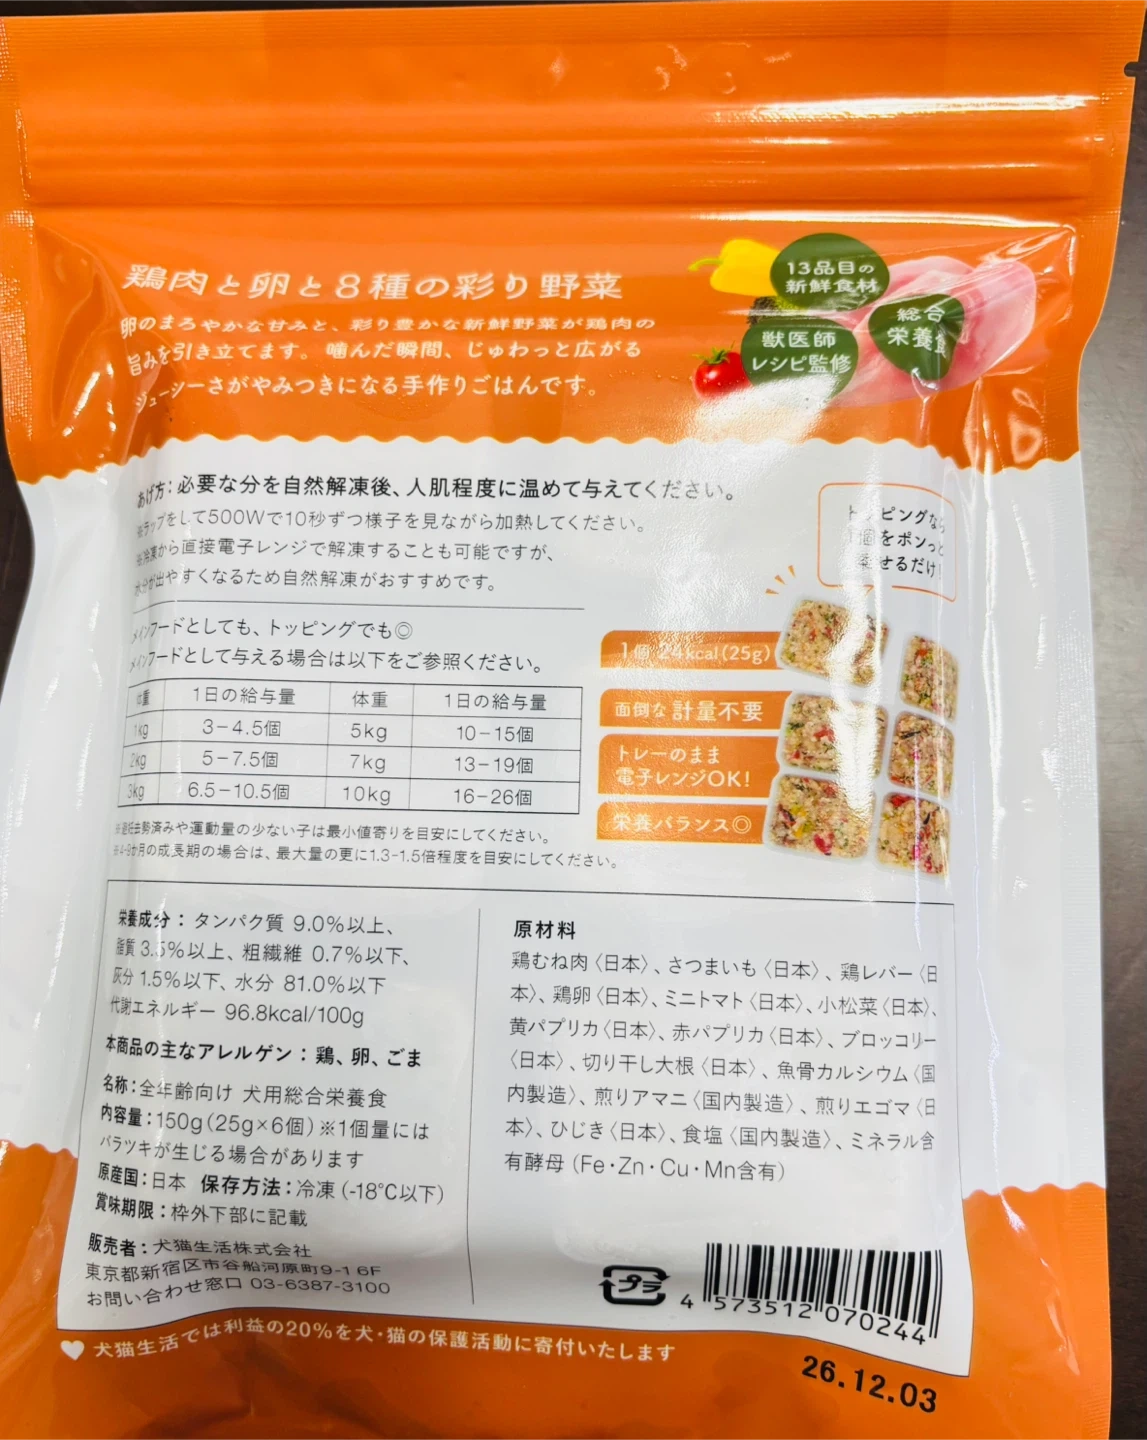 鶏肉と卵と8種の彩り野菜
卵のまろやかな甘みと、彩り豊かな新鮮野菜が鶏肉の
旨みを引き立てます。噛んだ瞬間、じゅわっと広がる
ジューシーさがやみつきになる手作りごはんです。
13品目の
新鮮食材
総合
栄養食
獣医師
レシピ監修
あげ方：必要な分を自然解凍後、人肌程度に温めて与えてください。
※ラップをして500Wで10秒ずつ様子を見ながら加熱してください。
※冷凍から直接電子レンジで解凍することも可能ですが、
水分が出やすくなるため自然解凍がおすすめです。
トッピングなら
1個をポンっと
乗せるだけ!
メインフードとしても、トッピングでも◎
メインフードとして与える場合は以下をご参照ください。
体重 1日の給与量 体重 1日の給与量
1kg 3−4.5個 5kg 10−15個
2kg 5−7.5個 7kg 13−19個
3kg 6.5−10.5個 10kg 16−26個
※避妊去勢済みや運動量の少ない子は最小値寄りを目安にしてください。
※4-9か月の成長期の場合は、最大量の更に1.3-1.5倍程度を目安にしてください。
1個 24kcal(25g)
面倒な 計量不要
トレーのまま
電子レンジOK!
栄養バランス◎
栄養成分：タンパク質 9.0%以上、
脂質 3.5%以上、粗繊維 0.7%以下、
灰分 1.5%以下、水分 81.0%以下
代謝エネルギー 96.8kcal/100g
本商品の主なアレルゲン：鶏、卵、ごま
名称：全年齢向け 犬用総合栄養食
内容量：150g(25g×6個)※1個量には
バラツキが生じる場合があります
原産国：日本 保存方法：冷凍(-18℃以下)
賞味期限：枠外下部に記載
販売者：犬猫生活株式会社
東京都新宿区市谷船河原町9-1 6F
お問い合わせ窓口 03-6387-3100
原材料
鶏むね肉〈日本〉、さつまいも〈日本〉、鶏レバー〈日
本〉、鶏卵〈日本〉、ミニトマト〈日本〉、小松菜〈日本〉、
黄パプリカ〈日本〉、赤パプリカ〈日本〉、ブロッコリー
〈日本〉、切り干し大根〈日本〉、魚骨カルシウム〈国
内製造〉、煎りアマニ〈国内製造〉、煎りエゴマ〈日
本〉、ひじき〈日本〉、食塩〈国内製造〉、ミネラル含
有酵母(Fe・Zn・Cu・Mn含有)
プラ
4 573512 070244
♥ 犬猫生活では利益の20%を犬・猫の保護活動に寄付いたします
26.12.03